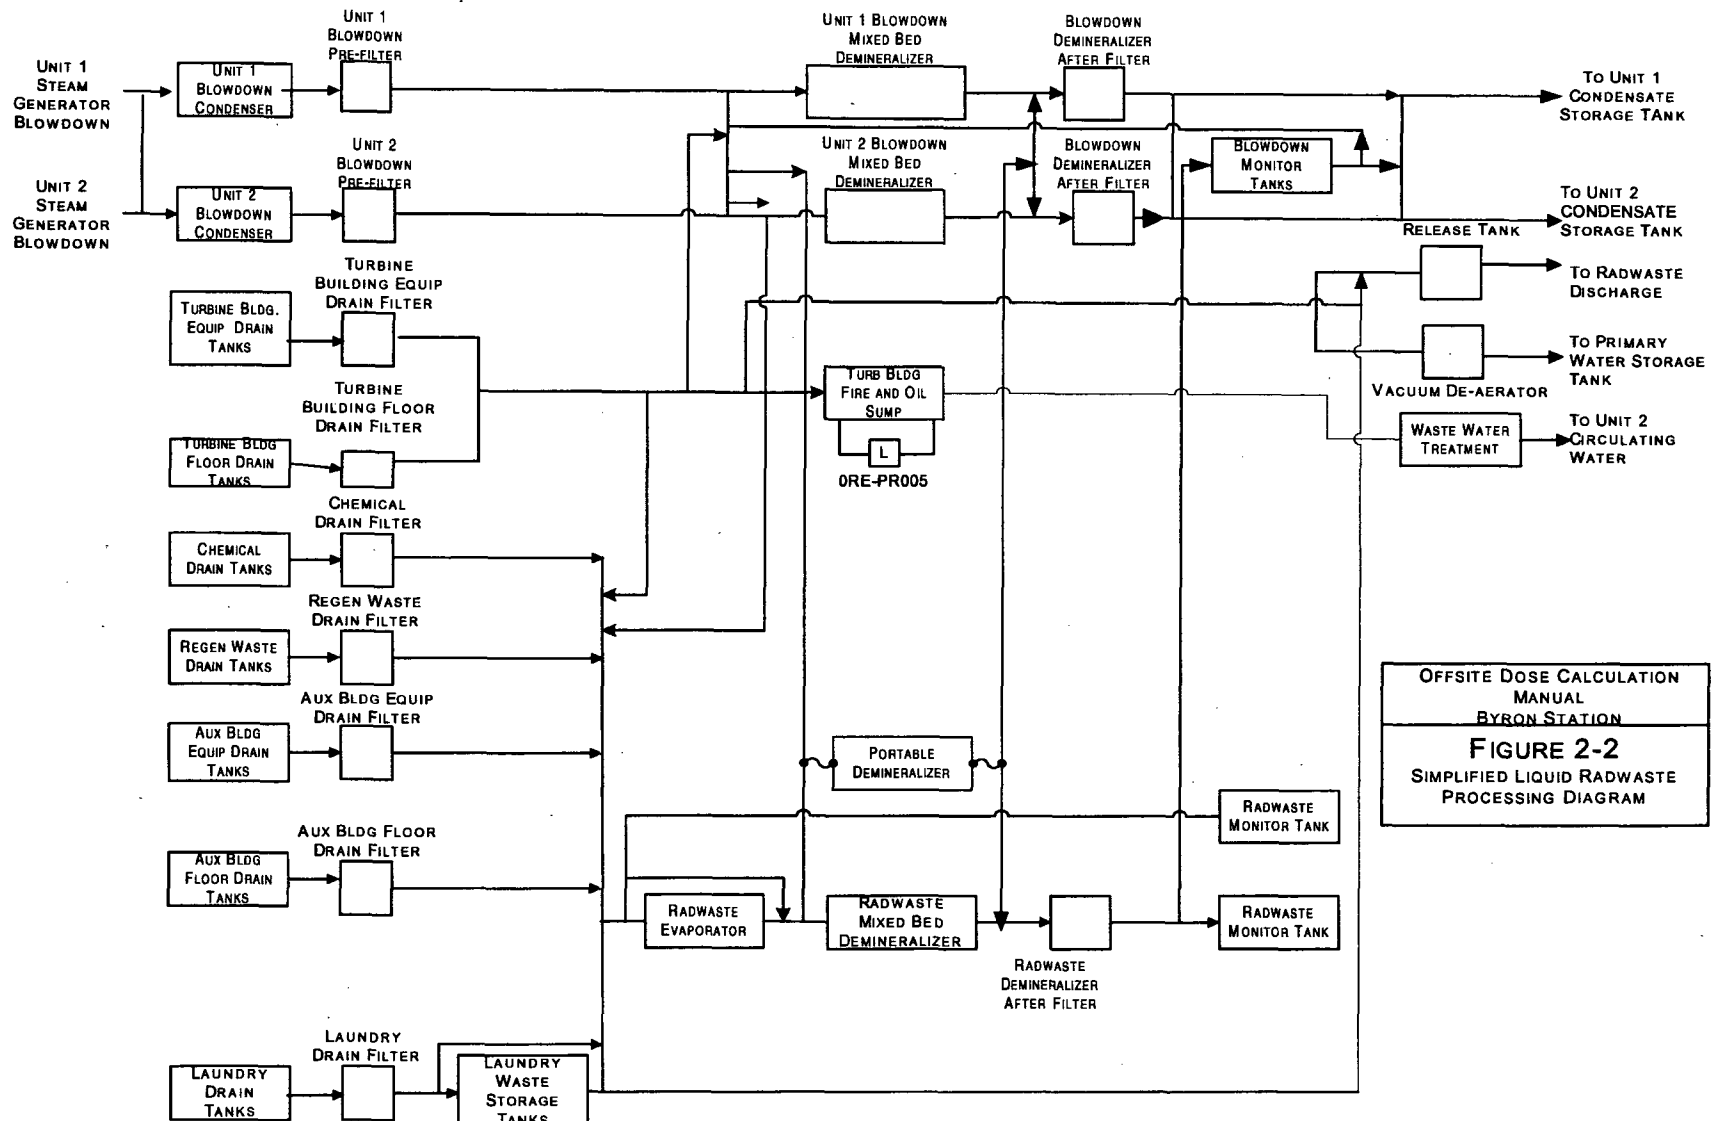 UNIT 1
BLOWDOWN
PRE-FILTER
UNIT 1 BLOWDOWN
MIXED BED
DEMINERALIZER
BLOWDOWN
DEMINERALIZER
AFTER FILTER
UNIT 1
STEAM
GENERATOR
BLOWDOWN
UNIT 1
BLOWDOWN
CONDENSER
TO UNIT 1
CONDENSATE
STORAGE TANK
UNIT 2
BLOWDOWN
PRE-FILTER
UNIT 2 BLOWDOWN
MIXED BED
DEMINERALIZER
BLOWDOWN
DEMINERALIZER
AFTER FILTER
BLOWDOWN
MONITOR
TANKS
UNIT 2
STEAM
GENERATOR
BLOWDOWN
UNIT 2
BLOWDOWN
CONDENSER
TO UNIT 2
CONDENSATE
STORAGE TANK
RELEASE TANK
TURBINE
BUILDING EQUIP
DRAIN FILTER
TO RADWASTE
DISCHARGE
TURBINE BLDG.
EQUIP DRAIN
TANKS
TO PRIMARY
WATER STORAGE
TANK
VACUUM DE-AERATOR
TURBINE
BUILDING FLOOR
DRAIN FILTER
TURB BLDG
FIRE AND OIL
SUMP
L
0RE-PR005
WASTE WATER
TREATMENT
TO UNIT 2
CIRCULATING
WATER
TURBINE BLDG
FLOOR DRAIN
TANKS
CHEMICAL
DRAIN FILTER
CHEMICAL
DRAIN TANKS
REGEN WASTE
DRAIN FILTER
REGEN WASTE
DRAIN TANKS
AUX BLDG EQUIP
DRAIN FILTER
AUX BLDG
EQUIP DRAIN
TANKS
PORTABLE
DEMINERALIZER
OFFSITE DOSE CALCULATION
MANUAL
BYRON STATION
FIGURE 2-2
SIMPLIFIED LIQUID RADWASTE
PROCESSING DIAGRAM
RADWASTE
MONITOR TANK
AUX BLDG FLOOR
DRAIN FILTER
AUX BLDG
FLOOR DRAIN
TANKS
RADWASTE
EVAPORATOR
RADWASTE
MIXED BED
DEMINERALIZER
RADWASTE
MONITOR TANK
RADWASTE
DEMINERALIZER
AFTER FILTER
LAUNDRY
DRAIN FILTER
LAUNDRY
DRAIN
TANKS
LAUNDRY
WASTE
STORAGE
TANKS